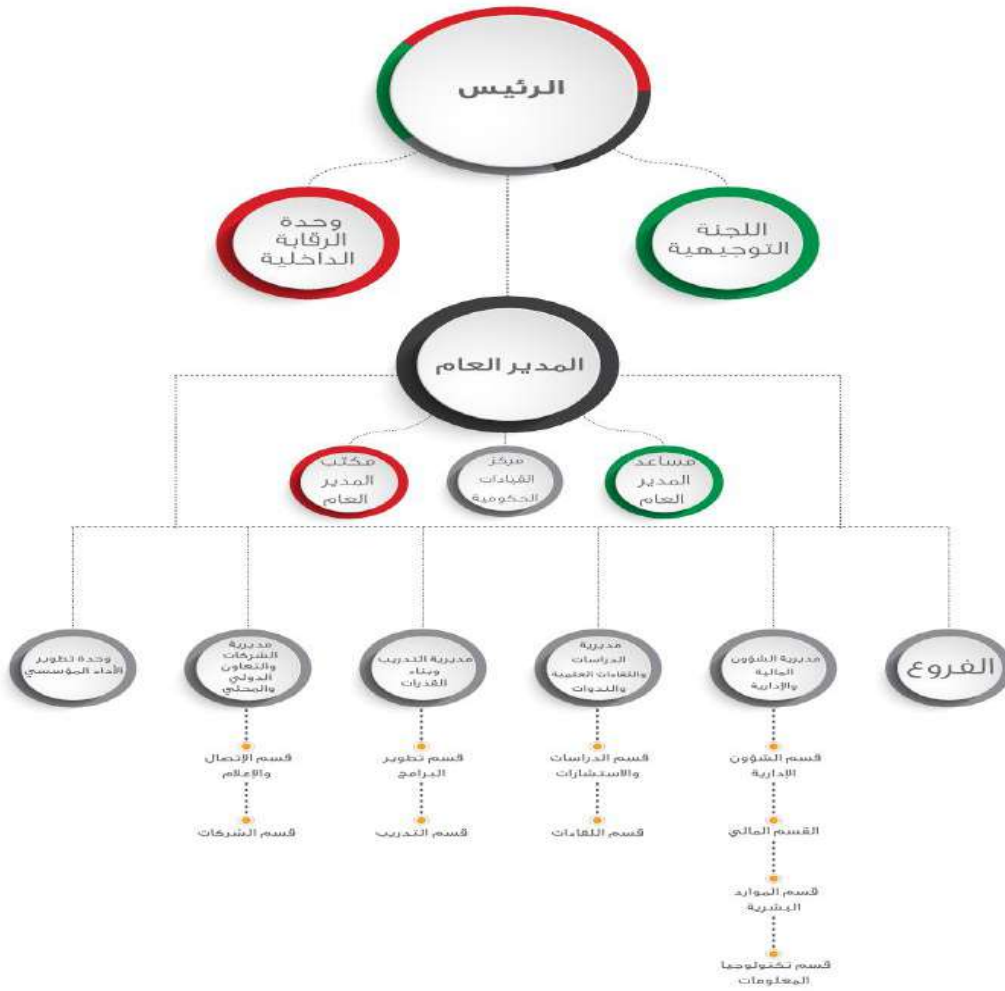 الرئيس
اللجنة
التوجيهية
وحدة
الرقابة
الداخلية
المدير العام
مساعد
المدير
العام
مركز
القيادات
الحكومية
مكتب
المدير
العام
الفروع
مديرية الشؤون
المالية
والإدارية
مديرية
الدراسات
واللقاءات العلمية
والندوات
مديرية التدريب
وبناء
القدرات
مديرية
الشركات
والتعاون
الدولي
والمحلي
وحدة تطوير
الأداء المؤسسي
قسم الشؤون
الإدارية
القسم المالي
قسم الموارد
البشرية
قسم تكنولوجيا
المعلومات
قسم الدراسات
والاستشارات
قسم اللقاءات
قسم تطوير
البرامج
قسم التدريب
قسم الإتصال
والإعلام
قسم الشركات